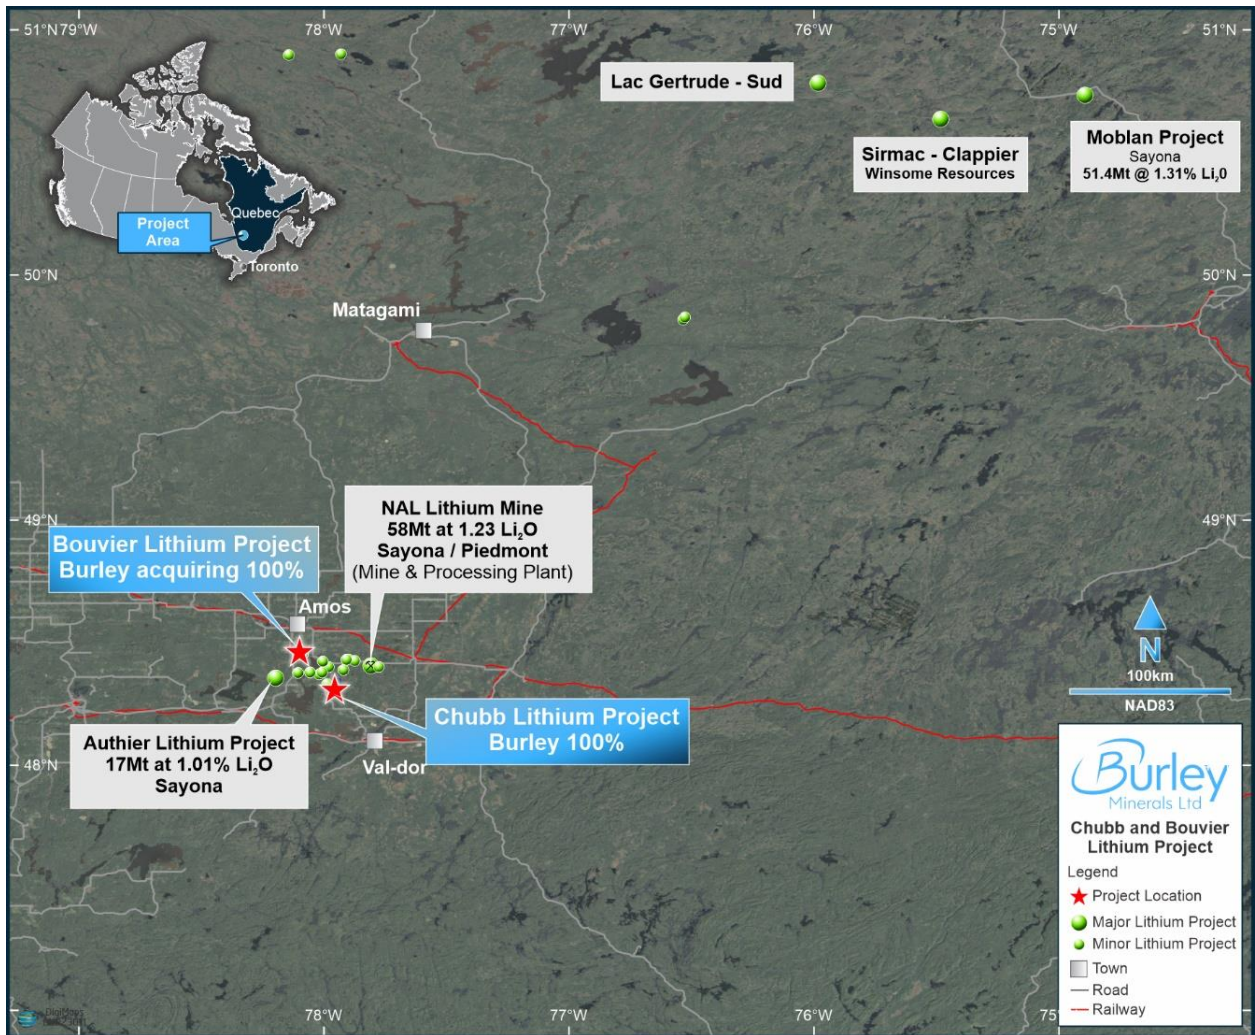 51°N
79°W
78°W
77°W
76°W
75°W
51°N
Lac Gertrude - Sud
Sirmac - Clappier
Winsome Resources
Moblan Project
Sayona
51.4Mt @ 1.31% Li₂0
Quebec
Project
Area
Toronto
50°N
50°N
Matagami
49°N
49°N
NAL Lithium Mine
58Mt at 1.23 Li₂O
Sayona / Piedmont
(Mine & Processing Plant)
Bouvier Lithium Project
Burley acquiring 100%
Amos
N
100km
NAD83
Chubb Lithium Project
Burley 100%
Authier Lithium Project
17Mt at 1.01% Li₂O
Sayona
Val-dor
48°N
48°N
Burley
Minerals Ltd
Chubb and Bouvier
Lithium Project
Legend
Project Location
Major Lithium Project
Minor Lithium Project
Town
Road
Railway
DigiMaps
78°W
77°W
76°W